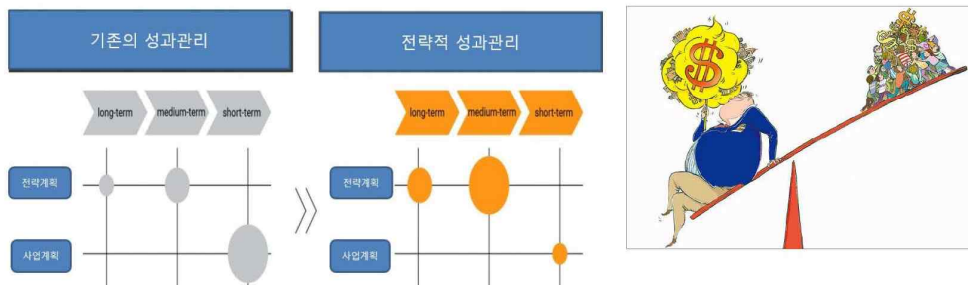 기존의 성과관리
전략적 성과관리
long-term medium-term short-term
long-term medium-term short-term
전략계획
전략계획
사업계획
사업계획
$